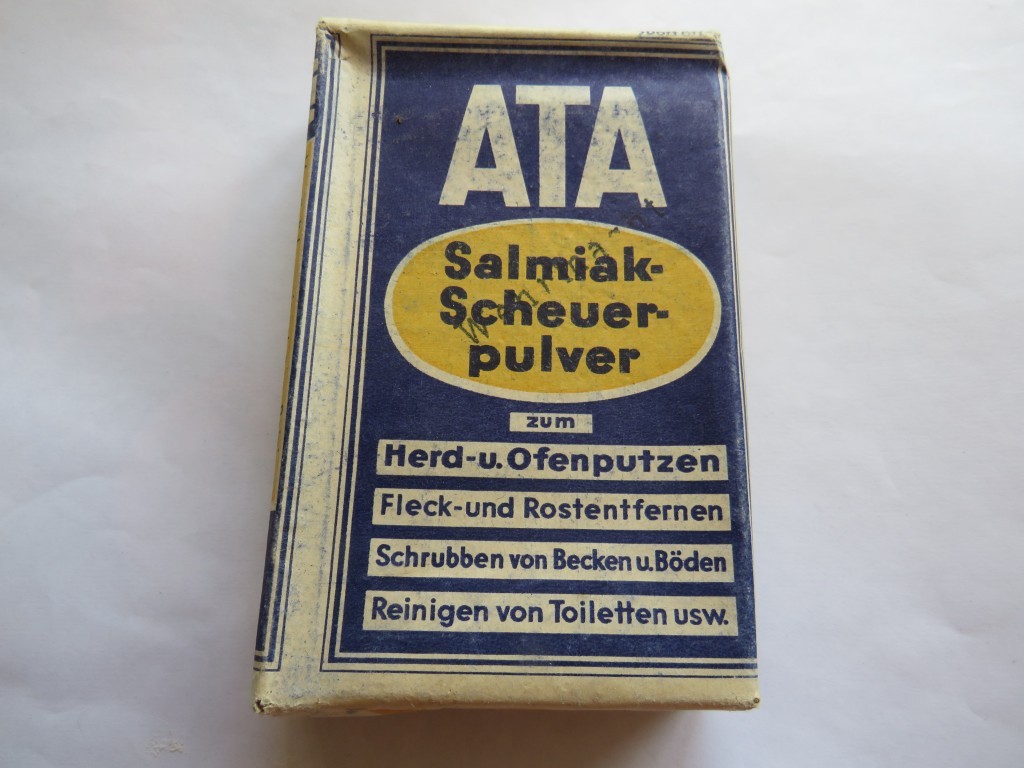 ATA
Salmiak-
Scheuer-
pulver
zum
Herd-u. Ofenputzen
Fleck-und Rostentfernen
Schrubben von Becken u. Böden
Reinigen von Toiletten usw.